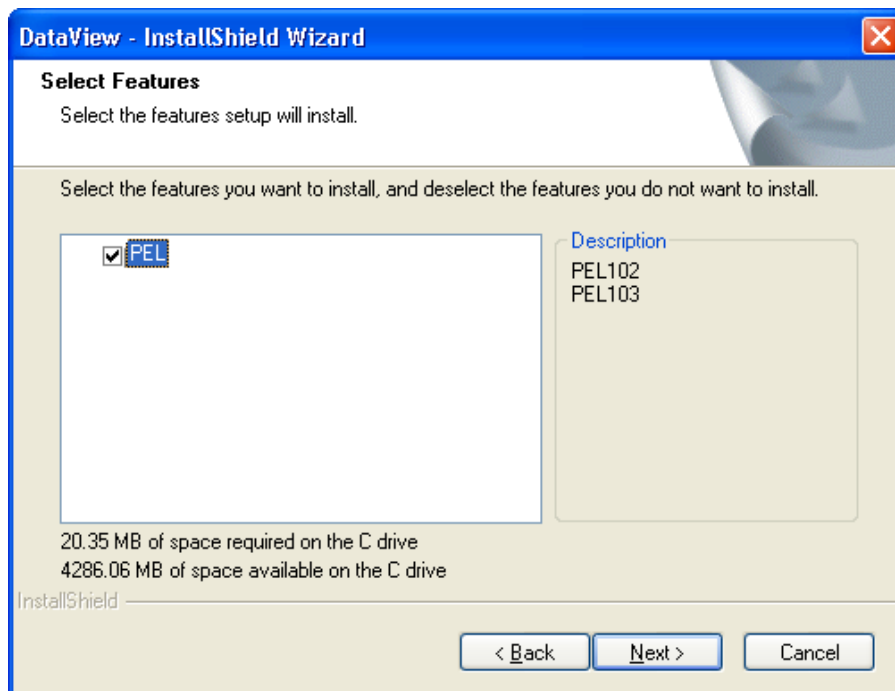 DataView - InstallShield Wizard
Select Features
Select the features setup will install.
Select the features you want to install, and deselect the features you do not want to install.
PEL
Description
PEL102
PEL103
20.35 MB of space required on the C drive
4286.06 MB of space available on the C drive
InstallShield
< Back
Next >
Cancel